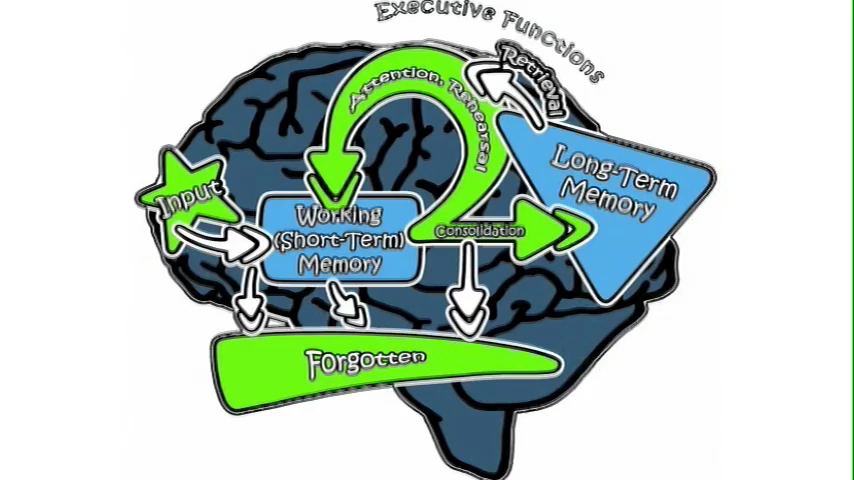 Executive Functions
Retrieval
Attention, Rehearsal
Long-Term
Memory
Input
Working
(Short-Term)
Memory
Consolidation
Forgotten